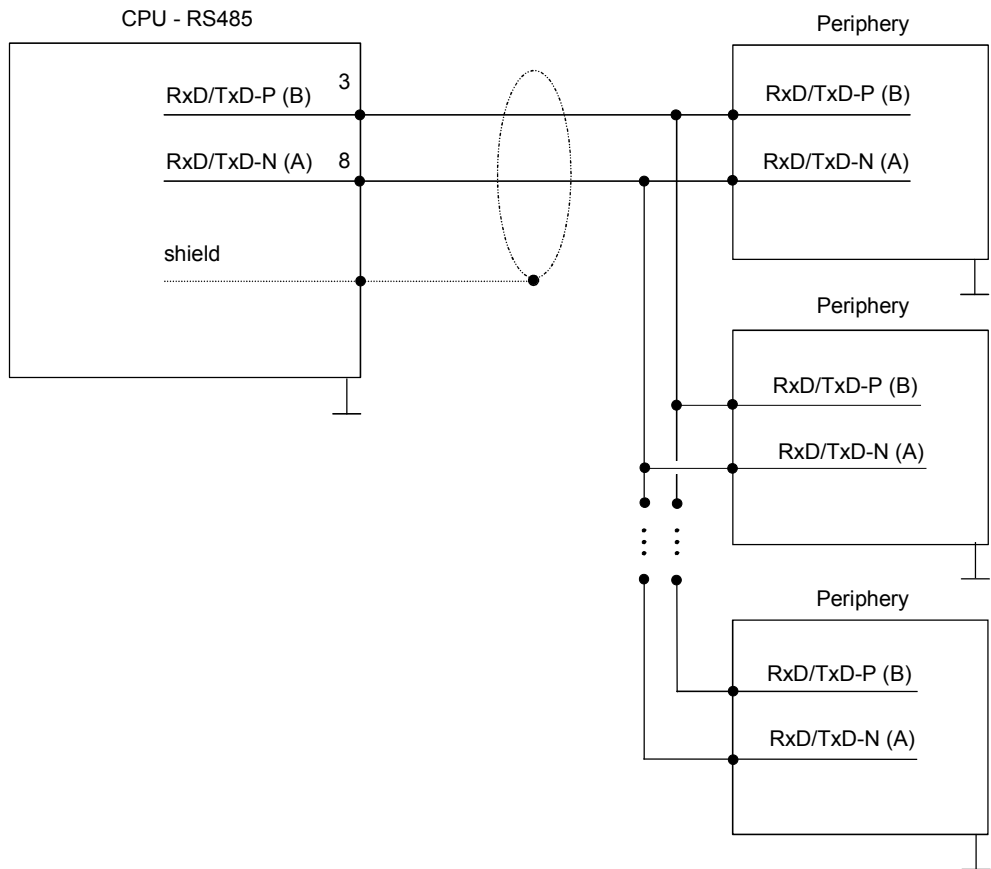 CPU - RS485
Periphery
RxD/TxD-P (B) 3
RxD/TxD-N (A) 8
shield
RxD/TxD-P (B)
RxD/TxD-N (A)
Periphery
RxD/TxD-P (B)
RxD/TxD-N (A)
Periphery
RxD/TxD-P (B)
RxD/TxD-N (A)